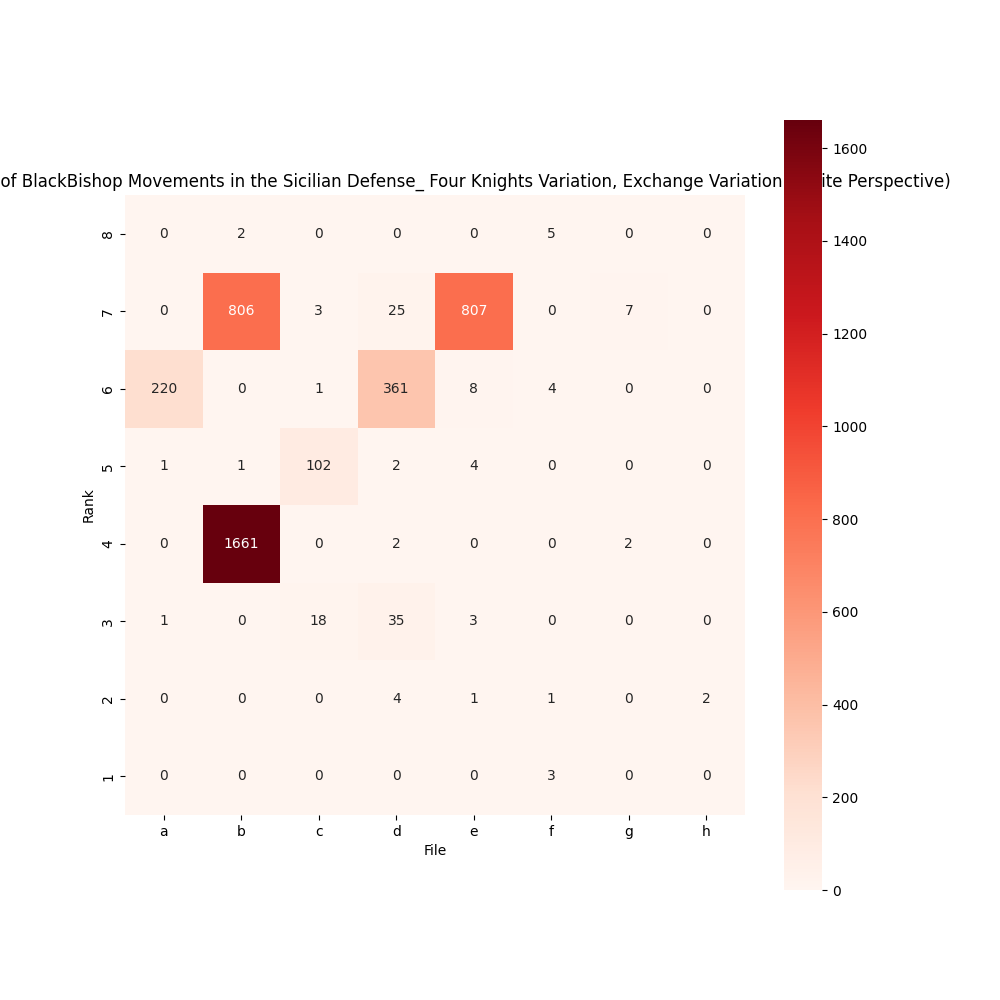 of BlackBishop Movements in the Sicilian Defense_ Four Knights Variation, Exchange Variation ite Perspective)
1600
1400
1200
1000
800
600
400
200
0
Rank
8 0 2 0 0 0 5 0 0
7 0 806 3 25 807 0 7 0
6 220 0 1 361 8 4 0 0
5 1 1 102 2 4 0 0 0
4 0 1661 0 2 0 0 2 0
3 1 0 18 35 3 0 0 0
2 0 0 0 4 1 1 0 2
1 0 0 0 0 0 3 0 0
a b c d e f g h
File